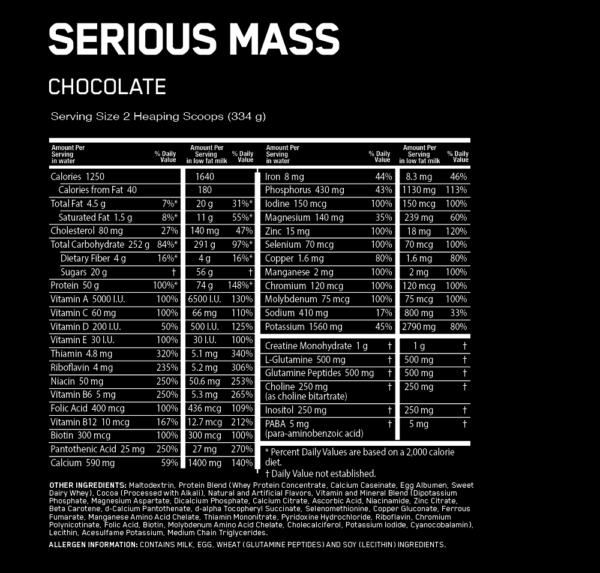 SERIOUS MASS
CHOCOLATE
Serving Size 2 Heaping Scoops (334 g)
Amount Per Serving in water % Daily Value Amount Per Serving in low fat milk % Daily Value
Calories 1250 1640
Calories from Fat 40 180
Total Fat 4.5 g 7%* 20 g 31%*
Saturated Fat 1.5 g 8%* 11 g 55%*
Cholesterol 80 mg 27% 140 mg 47%
Total Carbohydrate 252 g 84%* 291 g 97%*
Dietary Fiber 4 g 16%* 4 g 16%*
Sugars 20 g † 56 g †
Protein 50 g 100%* 74 g 148%*
Vitamin A 5000 I.U. 100% 6500 I.U. 130%
Vitamin C 60 mg 100% 66 mg 110%
Vitamin D 200 I.U. 50% 500 I.U. 125%
Vitamin E 30 I.U. 100% 30 I.U. 100%
Thiamin 4.8 mg 320% 5.1 mg 340%
Riboflavin 4 mg 235% 5.2 mg 306%
Niacin 50 mg 250% 50.6 mg 253%
Vitamin B6 5 mg 250% 5.3 mg 265%
Folic Acid 400 mcg 100% 436 mcg 109%
Vitamin B12 10 mcg 167% 12.7 mcg 212%
Biotin 300 mcg 100% 300 mcg 100%
Pantothenic Acid 25 mg 250% 27 mg 270%
Calcium 590 mg 59% 1400 mg 140%
Amount Per Serving in water % Daily Value Amount Per Serving in low fat milk % Daily Value
Iron 8 mg 44% 8.3 mg 46%
Phosphorus 430 mg 43% 1130 mg 113%
Iodine 150 mcg 100% 150 mcg 100%
Magnesium 140 mg 35% 239 mg 60%
Zinc 15 mg 100% 18 mg 120%
Selenium 70 mcg 100% 70 mcg 100%
Copper 1.6 mg 80% 1.6 mg 80%
Manganese 2 mg 100% 2 mg 100%
Chromium 120 mcg 100% 120 mcg 100%
Molybdenum 75 mcg 100% 75 mcg 100%
Sodium 410 mg 17% 800 mg 33%
Potassium 1560 mg 45% 2790 mg 80%
Creatine Monohydrate 1 g † 1 g †
L-Glutamine 500 mg † 500 mg †
Glutamine Peptides 500 mg † 500 mg †
Choline 250 mg † 250 mg †
(as choline bitartrate)
Inositol 250 mg † 250 mg †
PABA 5 mg † 5 mg †
(para-aminobenzoic acid)
* Percent Daily Values are based on a 2,000 calorie
diet.
† Daily Value not established.
OTHER INGREDIENTS: Maltodextrin, Protein Blend (Whey Protein Concentrate, Calcium Caseinate, Egg Albumen, Sweet
Dairy Whey), Cocoa (Processed with Alkali), Natural and Artificial Flavors, Vitamin and Mineral Blend (Dipotassium
Phosphate, Magnesium Aspartate, Dicalcium Phosphate, Calcium Citrate, Ascorbic Acid, Niacinamide, Zinc Citrate,
Beta Carotene, d-Calcium Pantothenate, d-alpha Tocopheryl Succinate, Selenomethionine, Copper Gluconate, Ferrous
Fumarate, Manganese Amino Acid Chelate, Thiamin Mononitrate, Pyridoxine Hydrochloride, Riboflavin, Chromium
Polynicotinate, Folic Acid, Biotin, Molybdenum Amino Acid Chelate, Cholecalciferol, Potassium Iodide, Cyanocobalamin),
Lecithin, Acesulfame Potassium, Medium Chain Triglycerides.
ALLERGEN INFORMATION: CONTAINS MILK, EGG, WHEAT (GLUTAMINE PEPTIDES) AND SOY (LECITHIN) INGREDIENTS.